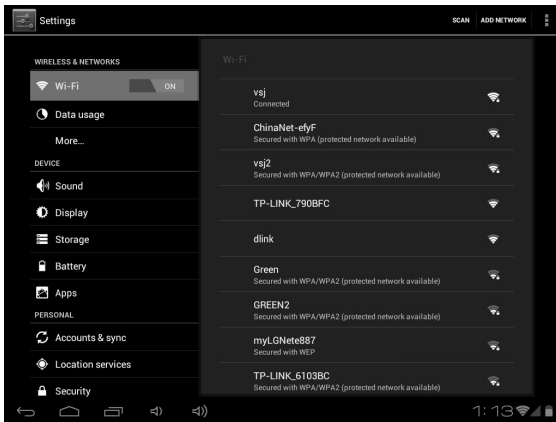 Settings
SCAN
ADD NETWORK
WIRELESS & NETWORKS
Wi-Fi
ON
Data usage
More...
DEVICE
Sound
Display
Storage
Battery
Apps
PERSONAL
Accounts & sync
Location services
Security
Wi-Fi
vsj
Connected
ChinaNet-efyF
Secured with WPA (protected network available)
vsj2
Secured with WPA/WPA2 (protected network available)
TP-LINK_790BFC
dlink
Green
Secured with WPA/WPA2 (protected network available)
GREEN2
Secured with WPA/WPA2 (protected network available)
myLGNete887
Secured with WEP
TP-LINK_6103BC
Secured with WPA/WPA2 (protected network available)
1:13